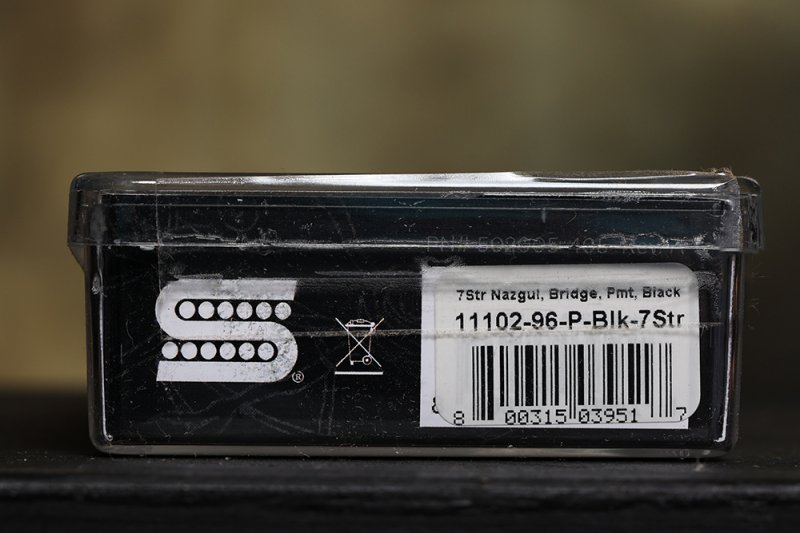 7Str Nazgul, Bridge, Pmt, Black
11102-96-P-Blk-7Str
8 00315 03951 7
®